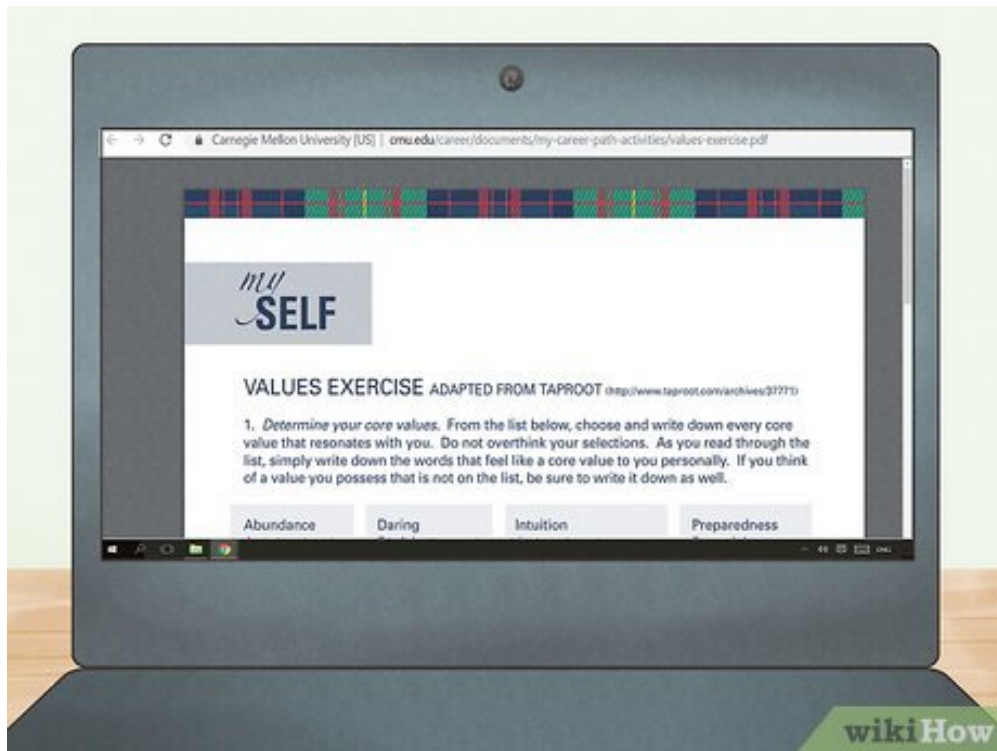 Carnegie Mellon University [US] | cmu.edu/career/documents/my-career-path-activities/values-exercise.pdf
my
SELF
VALUES EXERCISE ADAPTED FROM TAPROOT (http://www.taproot.com/archives/37771)
1. Determine your core values. From the list below, choose and write down every core
value that resonates with you. Do not overthink your selections. As you read through the
list, simply write down the words that feel like a core value to you personally. If you think
of a value you possess that is not on the list, be sure to write it down as well.
Abundance Daring Intuition Preparedness
ENG
wikiHow